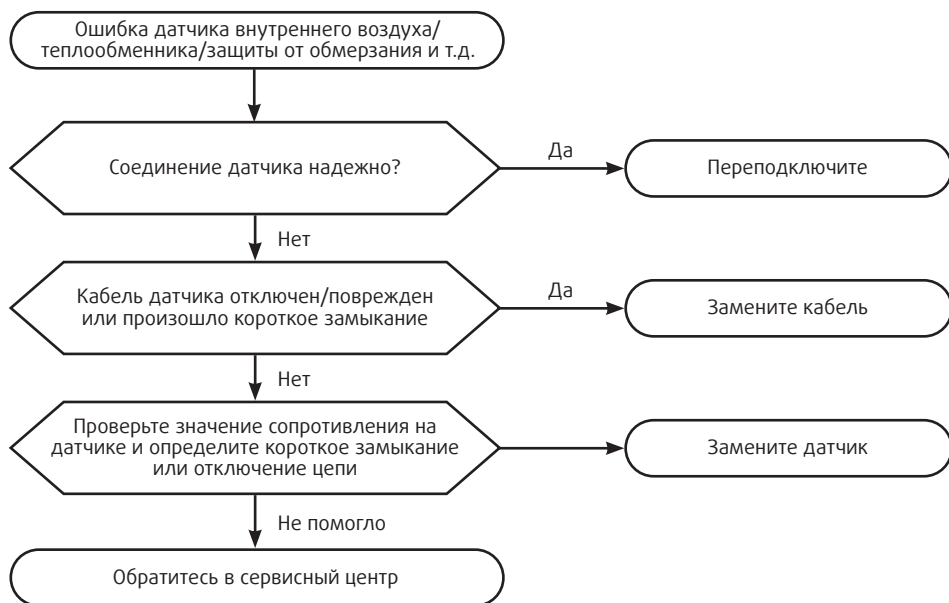 Ошибка датчика внутреннего воздуха/
теплообменника/защиты от обмерзания и т.д.
Соединение датчика надежно?
Да
Переподключите
Нет
Кабель датчика отключен/поврежден
или произошло короткое замыкание
Да
Замените кабель
Нет
Проверьте значение сопротивления на
датчике и определите короткое замыкание
или отключение цепи
Замените датчик
Не помогло
Обратитесь в сервисный центр